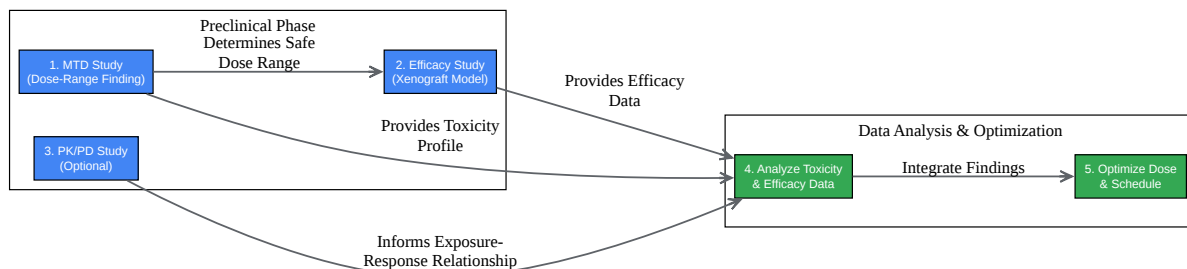 Preclinical Phase
Determines Safe
Dose Range
1. MTD Study
(Dose-Range Finding)
2. Efficacy Study
(Xenograft Model)
Provides Efficacy
Data
Provides Toxicity
Profile
3. PK/PD Study
(Optional)
Data Analysis & Optimization
4. Analyze Toxicity
& Efficacy Data
Integrate Findings
5. Optimize Dose
& Schedule
Informs Exposure-
Response Relationship